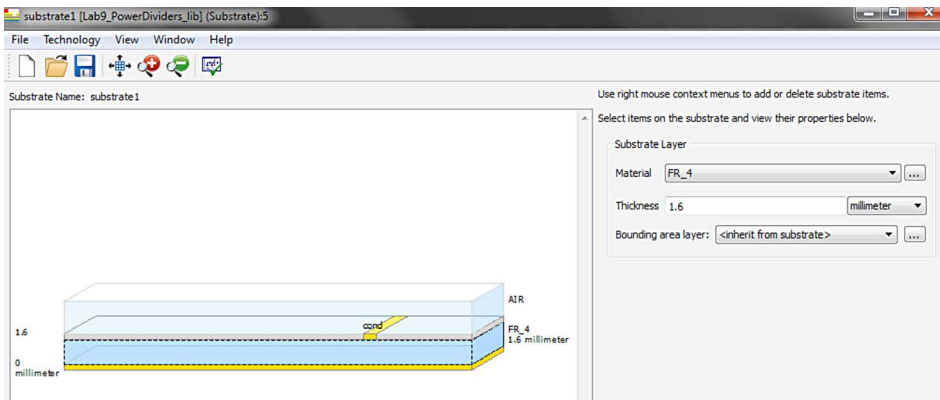 substrate1 [Lab9_PowerDividers_lib] (Substrate):5
File Technology View Window Help
Substrate Name: substrate1
Use right mouse context menus to add or delete substrate items.
Select items on the substrate and view their properties below.
Substrate Layer
Material FR_4 ...
Thickness 1.6 millimeter
Bounding area layer: <inherit from substrate> ...
AIR
cond
1.6
FR_4
1.6 millimeter
0
millimeter